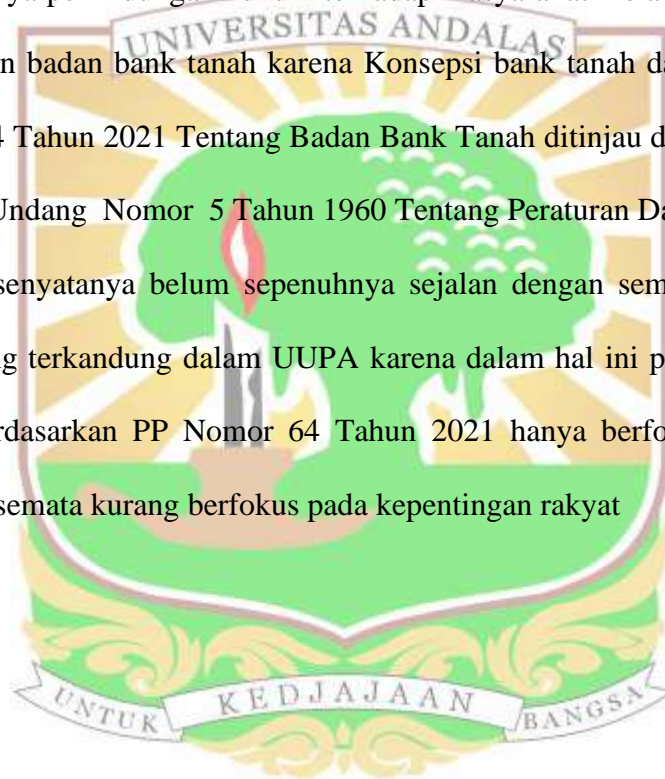 UNIVERSITAS ANDALAS
n badan bank tanah karena Konsepsi bank tanah da
4 Tahun 2021 Tentang Badan Bank Tanah ditinjau d
Undang Nomor 5 Tahun 1960 Tentang Peraturan Da
senyatanya belum sepenuhnya sejalan dengan sem
ng terkandung dalam UUPA karena dalam hal ini p
rdasarkan PP Nomor 64 Tahun 2021 hanya berfo
semata kurang berfokus pada kepentingan rakyat
UNTUK KEDJAJAAN BANGSA